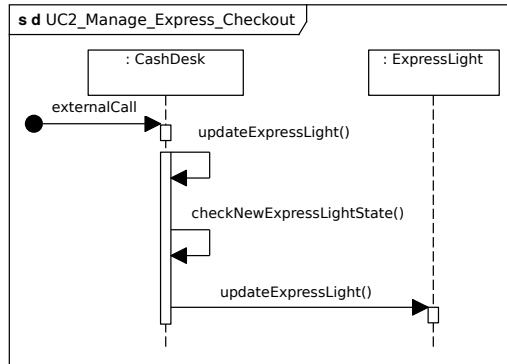 s d UC2_Manage_Express_Checkout
: CashDesk
: ExpressLight
externalCall
updateExpressLight()
checkNewExpressLightState()
updateExpressLight()